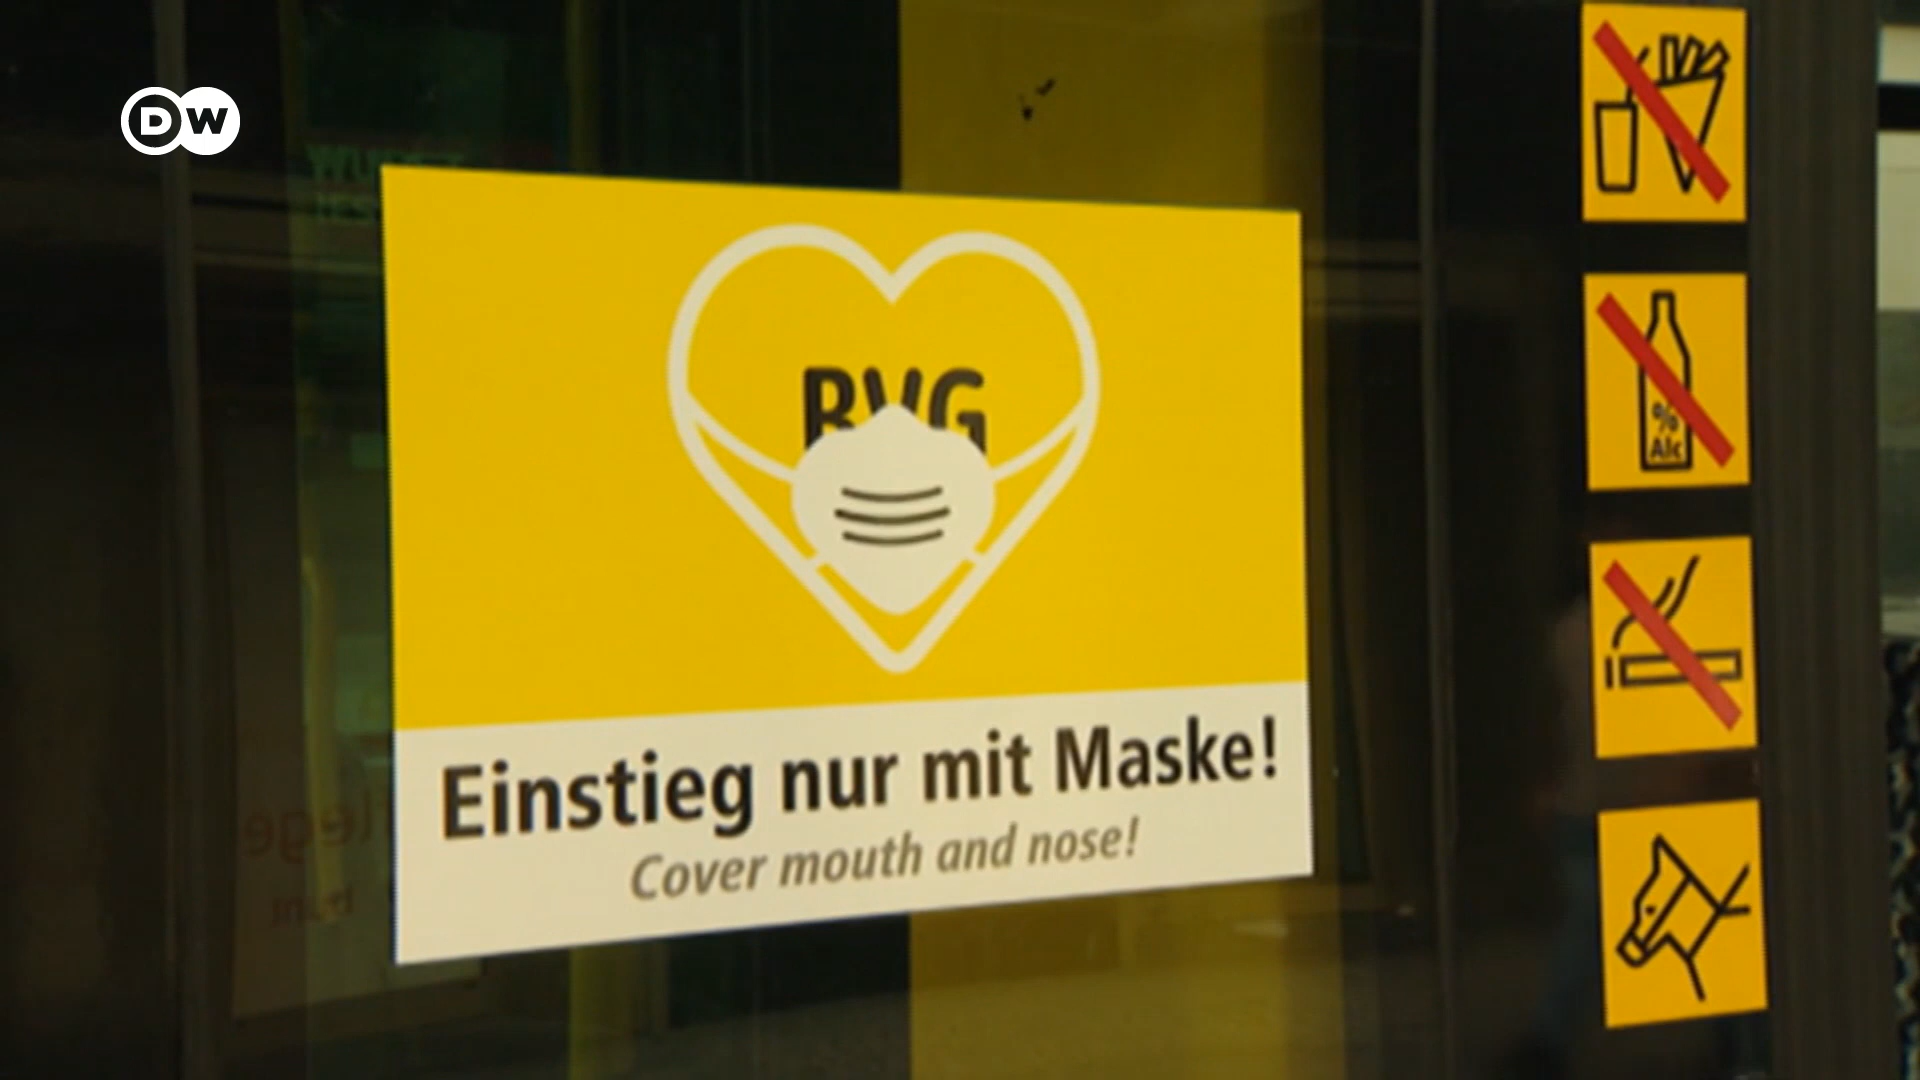 DW
BVG
Einstieg nur mit Maske!
Cover mouth and nose!
%
Alc